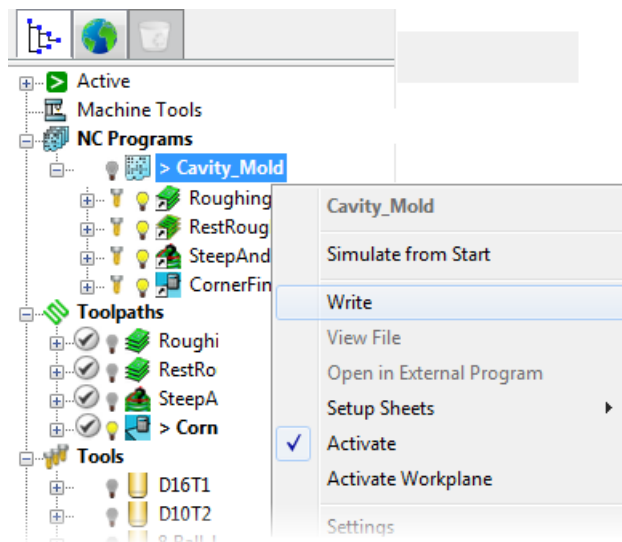 Active
Machine Tools
NC Programs
> Cavity_Mold
Roughing
RestRoug
SteepAnd
CornerFin
Toolpaths
Roughi
RestRo
SteepA
> Corn
Tools
D16T1
D10T2
Cavity_Mold
Simulate from Start
Write
View File
Open in External Program
Setup Sheets
Activate
Activate Workplane
Settings